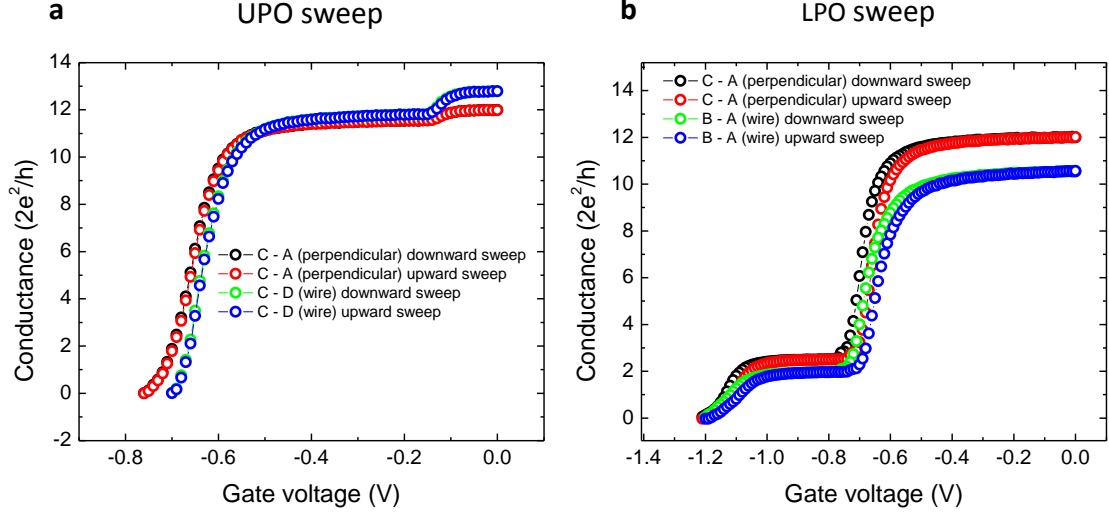 a
UPO sweep
14
12
10
8
6
4
2
0
-2
Conductance (2e²/h)
C - A (perpendicular) downward sweep
C - A (perpendicular) upward sweep
C - D (wire) downward sweep
C - D (wire) upward sweep
-0.8 -0.6 -0.4 -0.2 0.0
Gate voltage (V)
b
LPO sweep
14
12
10
8
6
4
2
0
Conductance (2e²/h)
C - A (perpendicular) downward sweep
C - A (perpendicular) upward sweep
B - A (wire) downward sweep
B - A (wire) upward sweep
-1.4 -1.2 -1.0 -0.8 -0.6 -0.4 -0.2 0.0
Gate voltage (V)